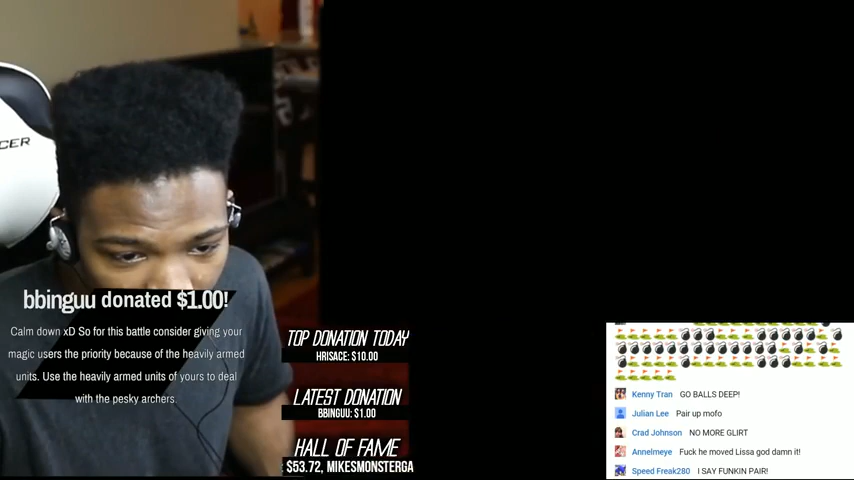 CER
bbinguu donated $1.00!
Calm down xD So for this battle consider giving your
magic users the priority because of the heavily armed
units. Use the heavily armed units of yours to deal
with the pesky archers.
TOP DONATION TODAY
HRISACE: $10.00
LATEST DONATION
BBINGUU: $1.00
HALL OF FAME
$53.72, MIKESMONSTERGA
Kenny Tran GO BALLS DEEP!
Julian Lee Pair up mofo
Crad Johnson NO MORE GLIRT
Annelmeye Fuck he moved Lissa god damn it!
Speed Freak280 I SAY FUNKIN PAIR!